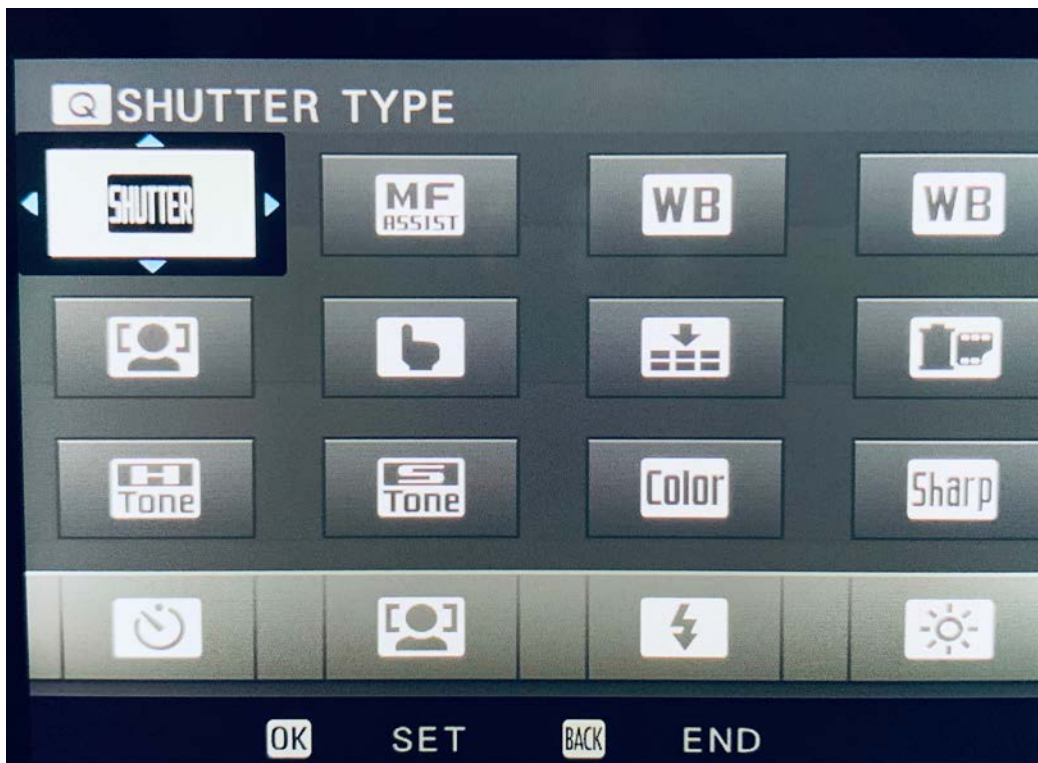 Q SHUTTER TYPE
SHUTTER
MF ASSIST
WB
WB
H Tone
S Tone
Color
Sharp
OK SET BACK END